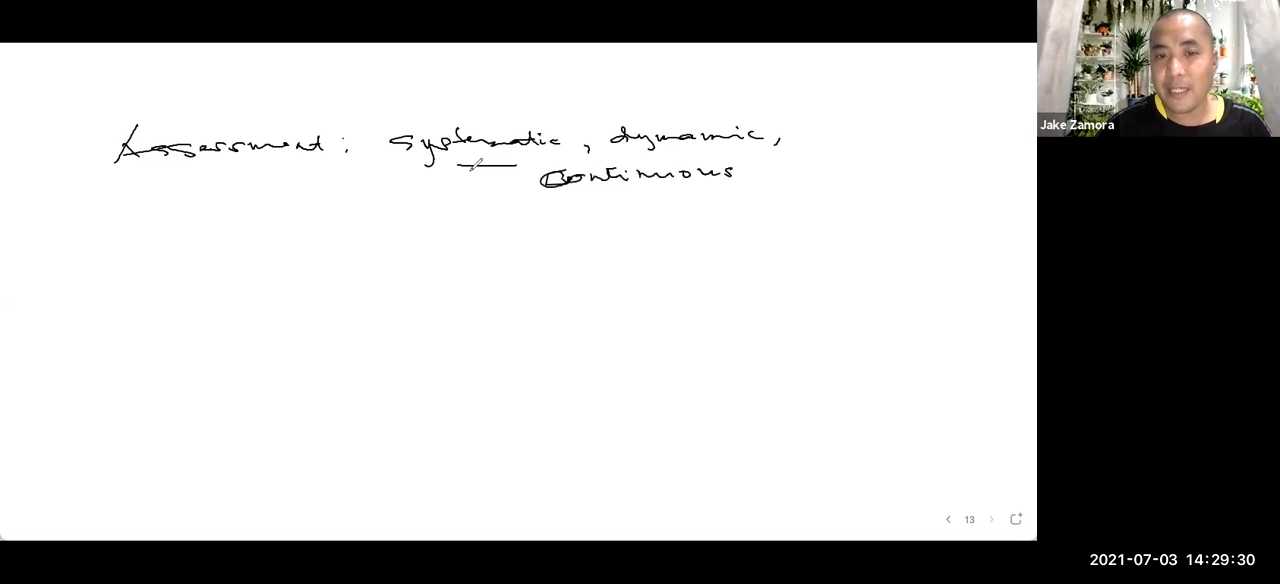 Assessment : systematic , dynamic ,
continuous
Jake Zamora
13
2021-07-03 14:29:30